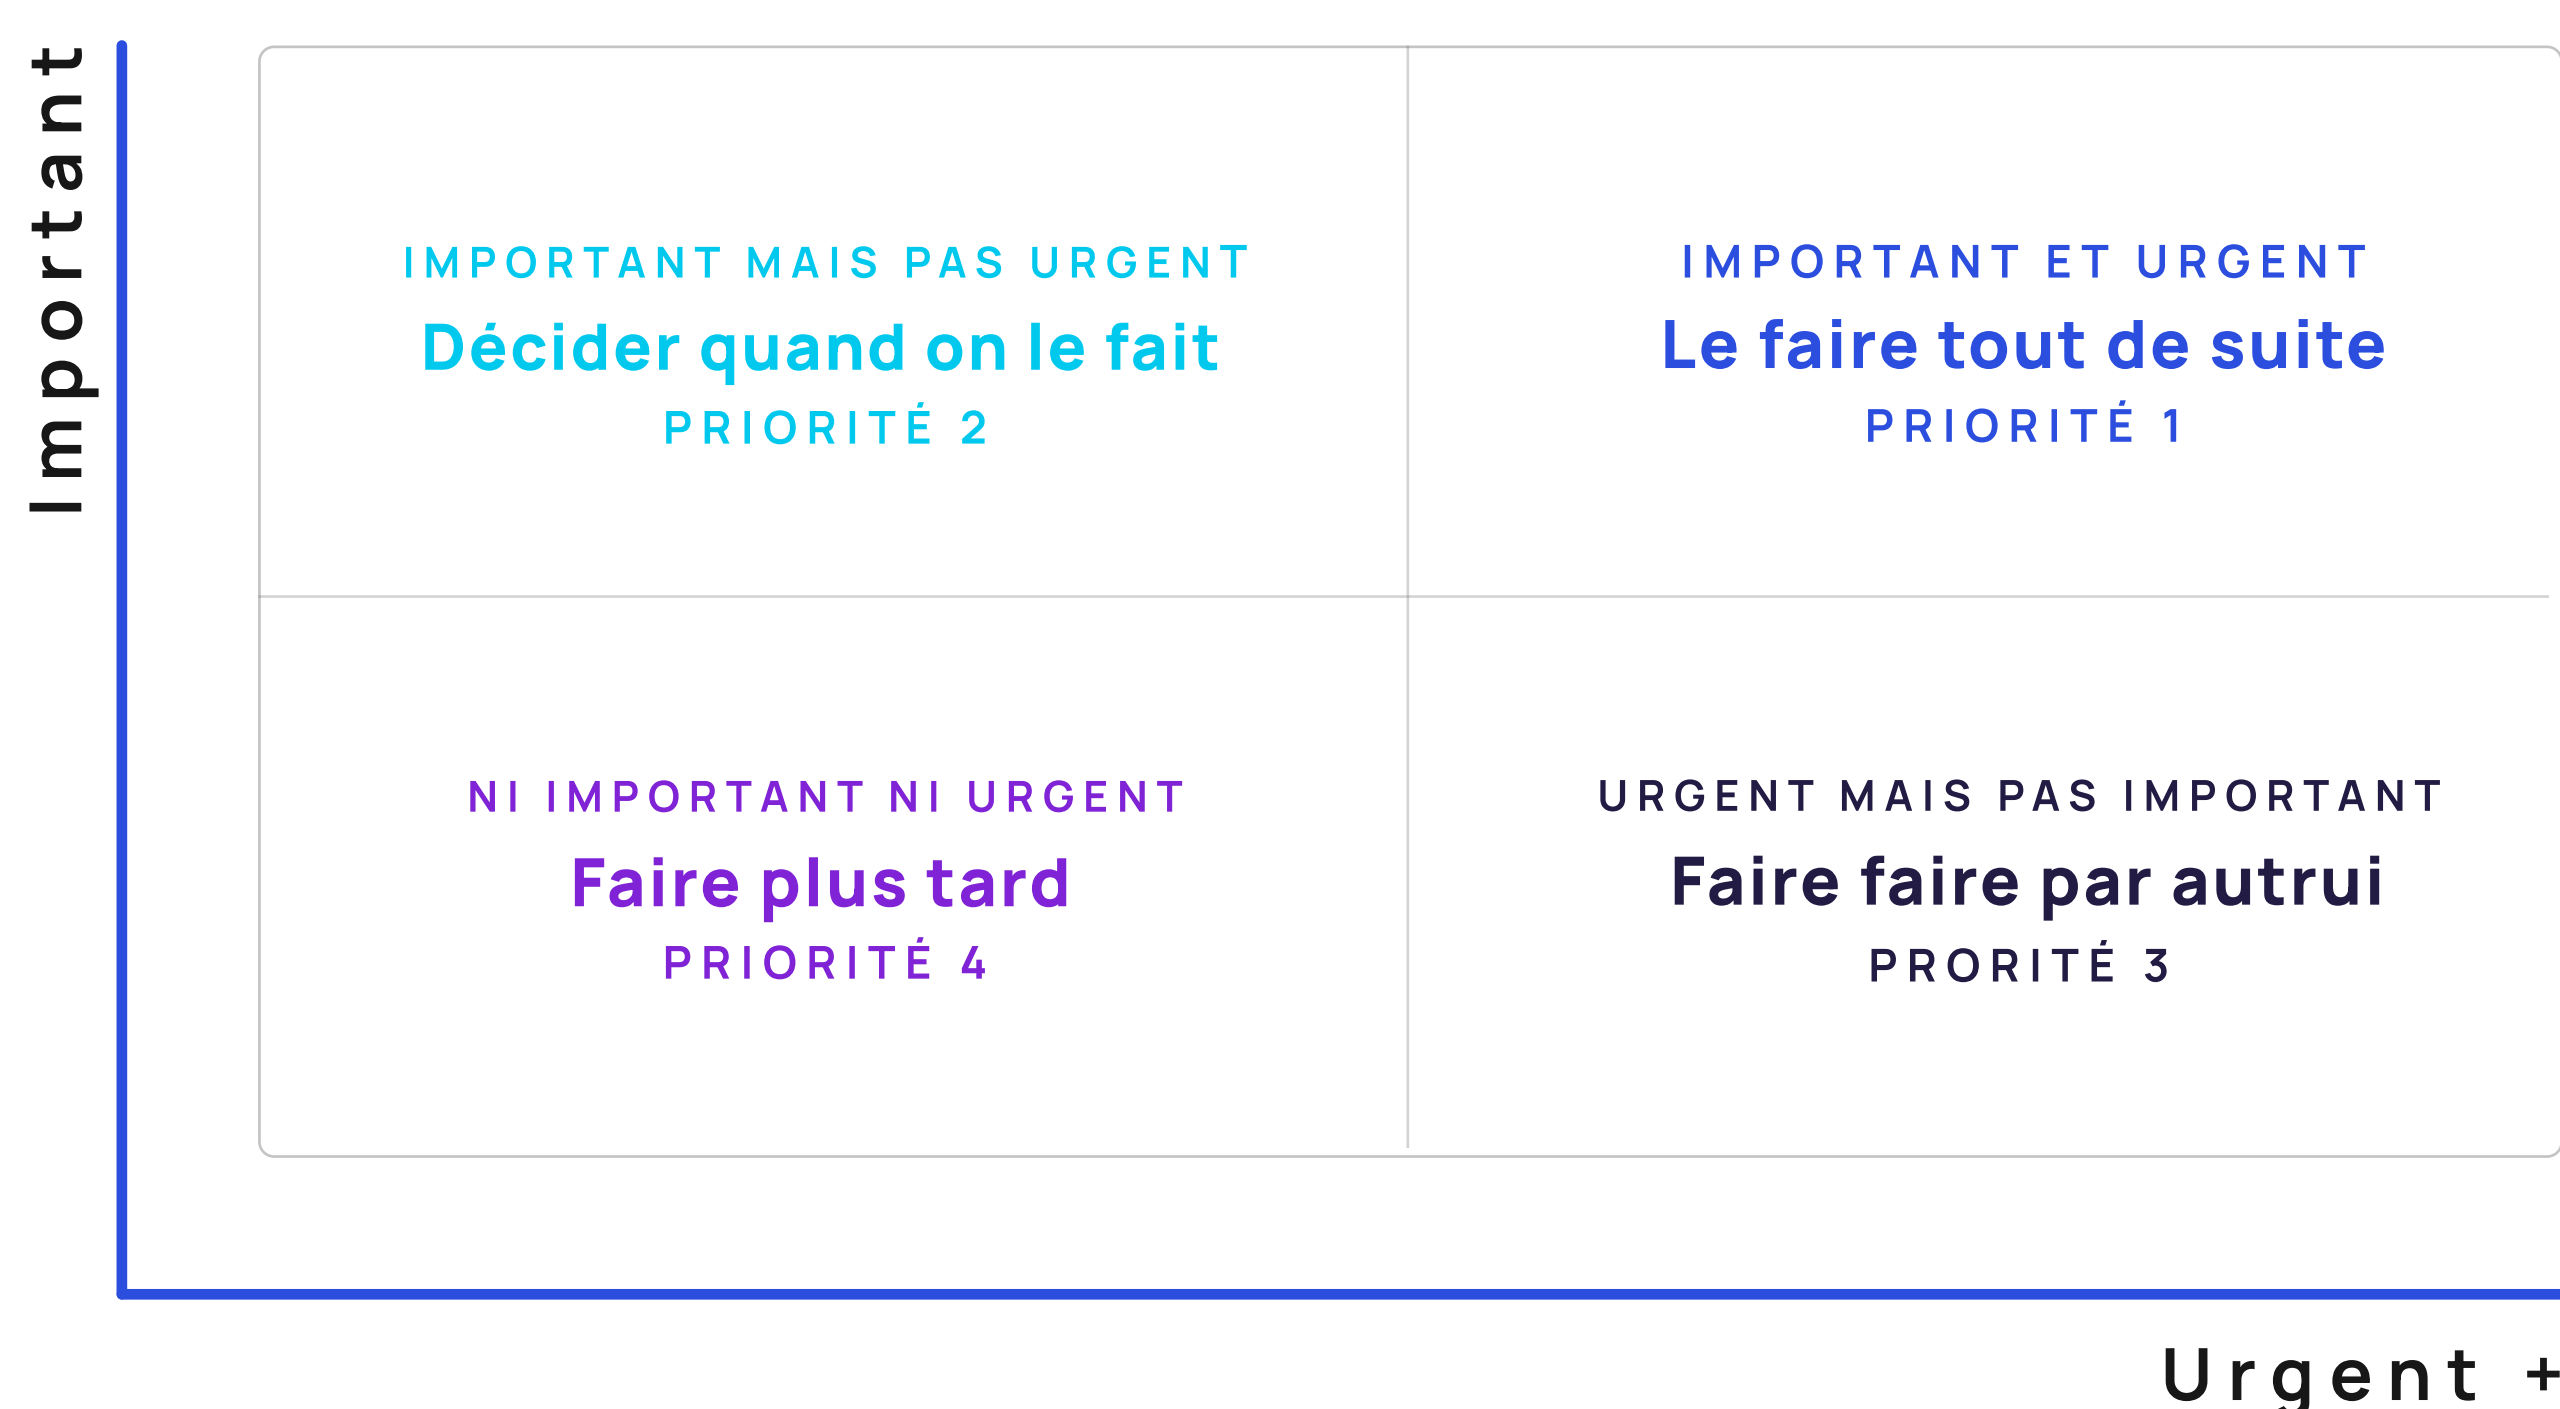 Important
IMPORTANT MAIS PAS URGENT
Décider quand on le fait
PRIORITÉ 2
IMPORTANT ET URGENT
Le faire tout de suite
PRIORITÉ 1
NI IMPORTANT NI URGENT
Faire plus tard
PRIORITÉ 4
URGENT MAIS PAS IMPORTANT
Faire faire par autrui
PRORITÉ 3
Urgent +